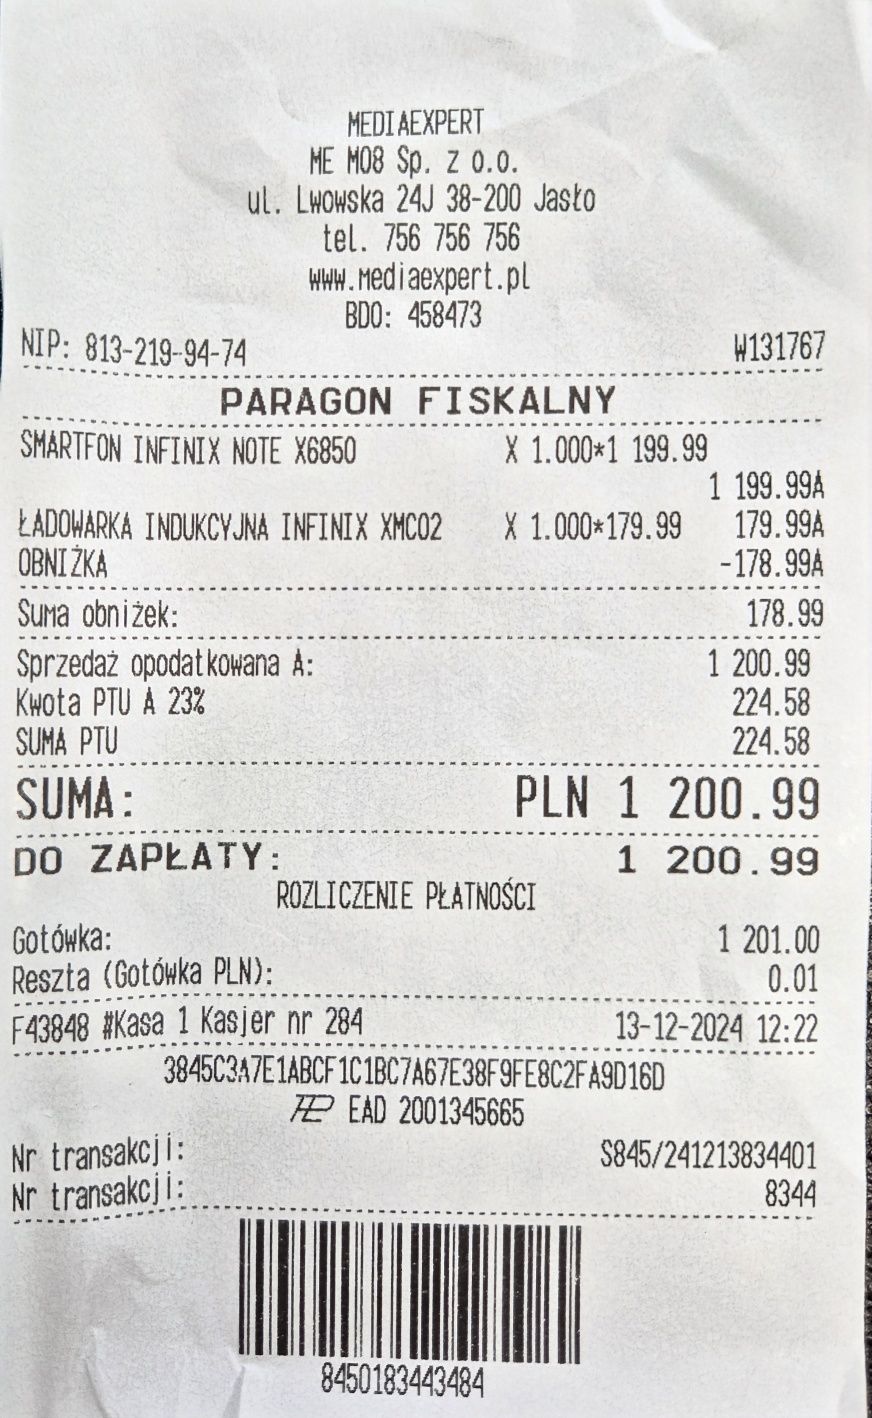 MEDIAEXPERT
ME M08 Sp. z o.o.
ul. Lwowska 24J 38-200 Jasło
tel. 756 756 756
www.mediaexpert.pl
BDO: 458473
NIP: 813-219-94-74 W131767
PARAGON FISKALNY
SMARTFON INFINIX NOTE X6850 X 1.000*1 199.99
1 199.99A
ŁADOWARKA INDUKCYJNA INFINIX XMC02 X 1.000*179.99 179.99A
OBNIŻKA -178.99A
Suma obniżek: 178.99
Sprzedaż opodatkowana A: 1 200.99
Kwota PTU A 23% 224.58
SUMA PTU 224.58
SUMA: PLN 1 200.99
DO ZAPŁATY: 1 200.99
ROZLICZENIE PŁATNOŚCI
Gotówka: 1 201.00
Reszta (Gotówka PLN): 0.01
F43848 #Kasa 1 Kasjer nr 284 13-12-2024 12:22
3845C3A7E1ABCF1C1BC7A67E38F9FE8C2FA9D16D
EAD 2001345665
Nr transakcji: S845/241213834401
Nr transakcji: 8344
8450183443484